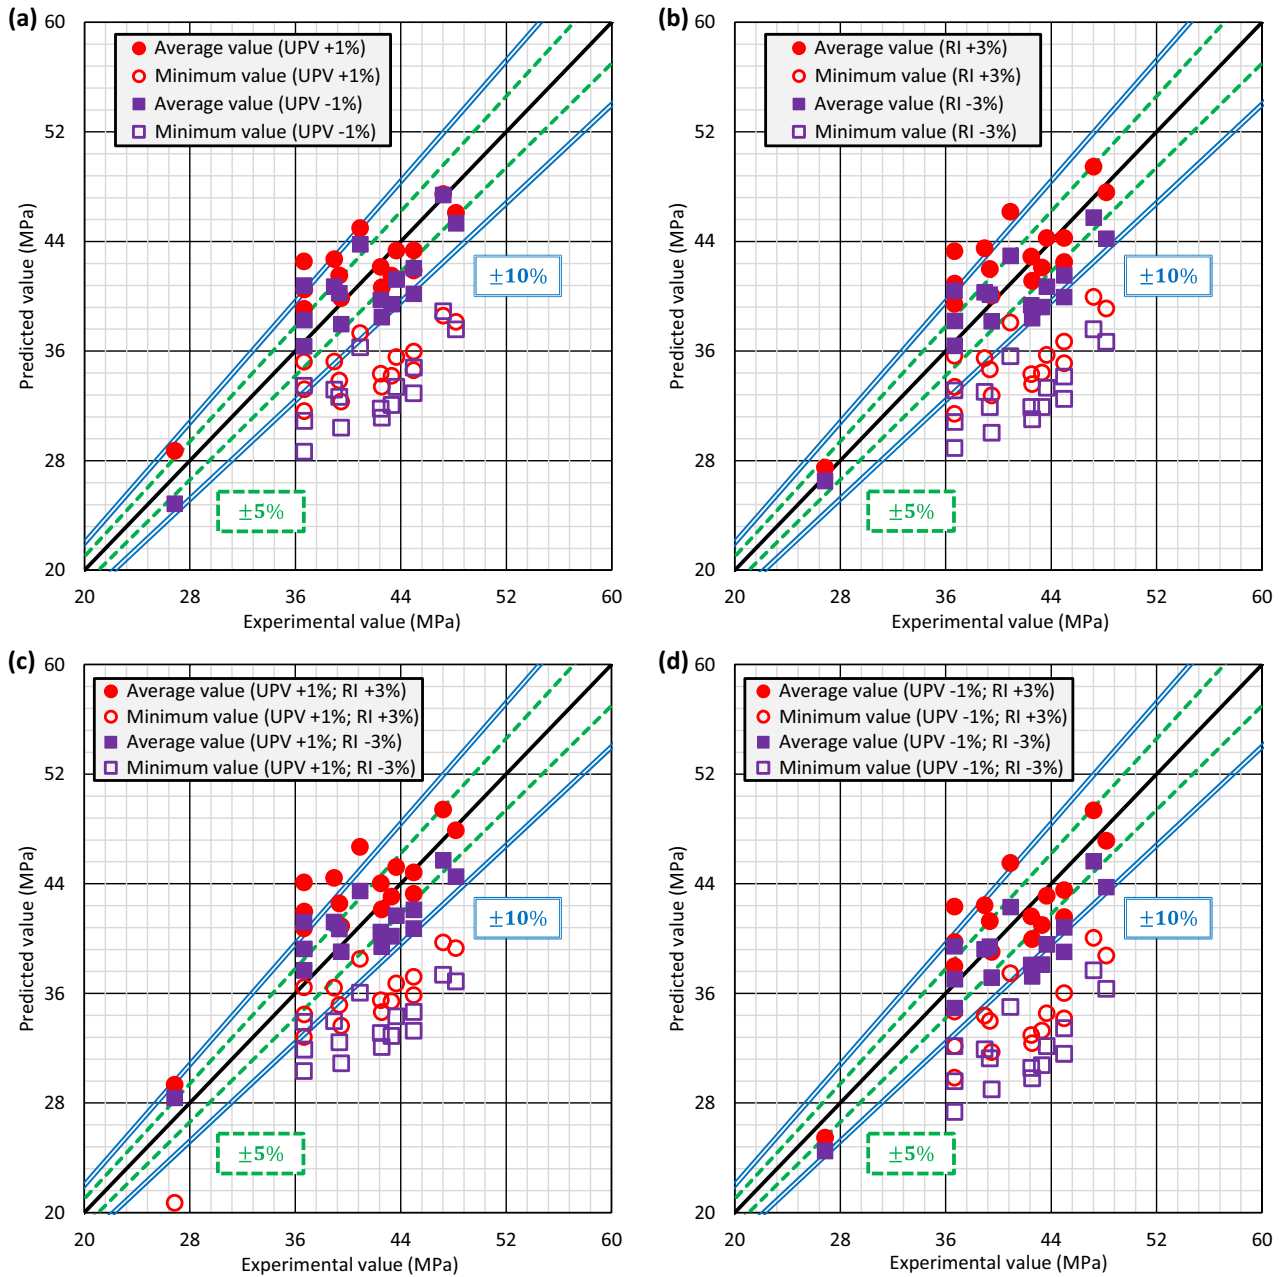 (a)
60
52
44
36
28
20
Predicted value (MPa)
Average value (UPV +1%)
Minimum value (UPV +1%)
Average value (UPV -1%)
Minimum value (UPV -1%)
±10%
±5%
20 28 36 44 52 60
Experimental value (MPa)
(b)
60
52
44
36
28
20
Predicted value (MPa)
Average value (RI +3%)
Minimum value (RI +3%)
Average value (RI -3%)
Minimum value (RI -3%)
±10%
±5%
20 28 36 44 52 60
Experimental value (MPa)
(c)
60
52
44
36
28
20
Predicted value (MPa)
Average value (UPV +1%; RI +3%)
Minimum value (UPV +1%; RI +3%)
Average value (UPV +1%; RI -3%)
Minimum value (UPV +1%; RI -3%)
±10%
±5%
20 28 36 44 52 60
Experimental value (MPa)
(d)
60
52
44
36
28
20
Predicted value (MPa)
Average value (UPV -1%; RI +3%)
Minimum value (UPV -1%; RI +3%)
Average value (UPV -1%; RI -3%)
Minimum value (UPV -1%; RI -3%)
±10%
±5%
20 28 36 44 52 60
Experimental value (MPa)